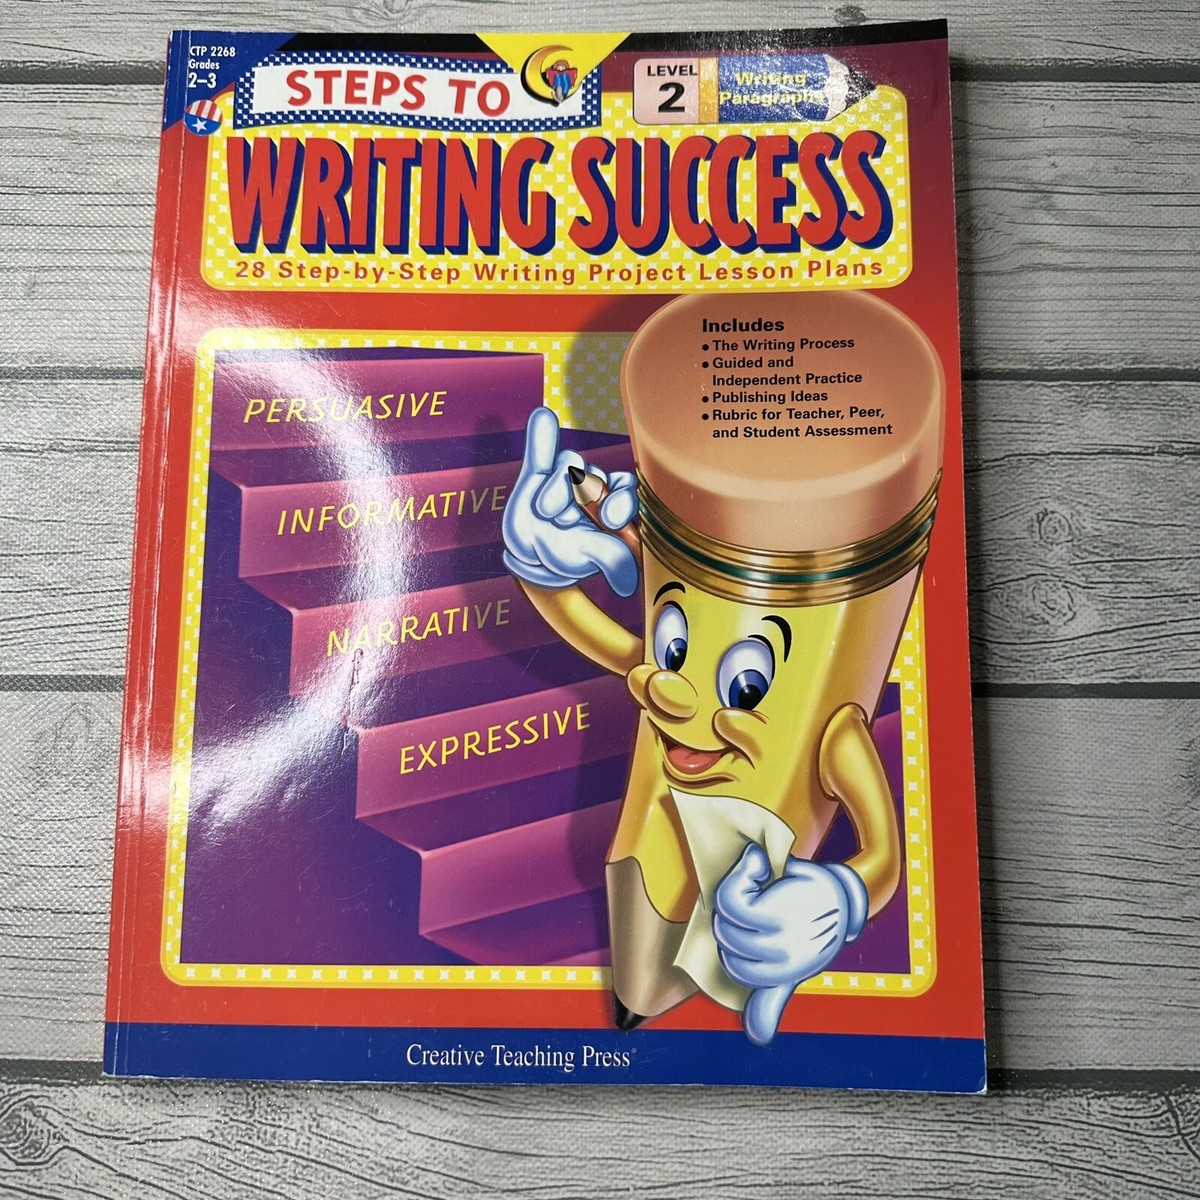 CTP 2268
Grades
2–3
STEPS TO
LEVEL
2
Writing
Paragraphs
WRITING SUCCESS
28 Step-by-Step Writing Project Lesson Plans
Includes
• The Writing Process
• Guided and
Independent Practice
• Publishing Ideas
• Rubric for Teacher, Peer,
and Student Assessment
PERSUASIVE
INFORMATIVE
NARRATIVE
EXPRESSIVE
Creative Teaching Press